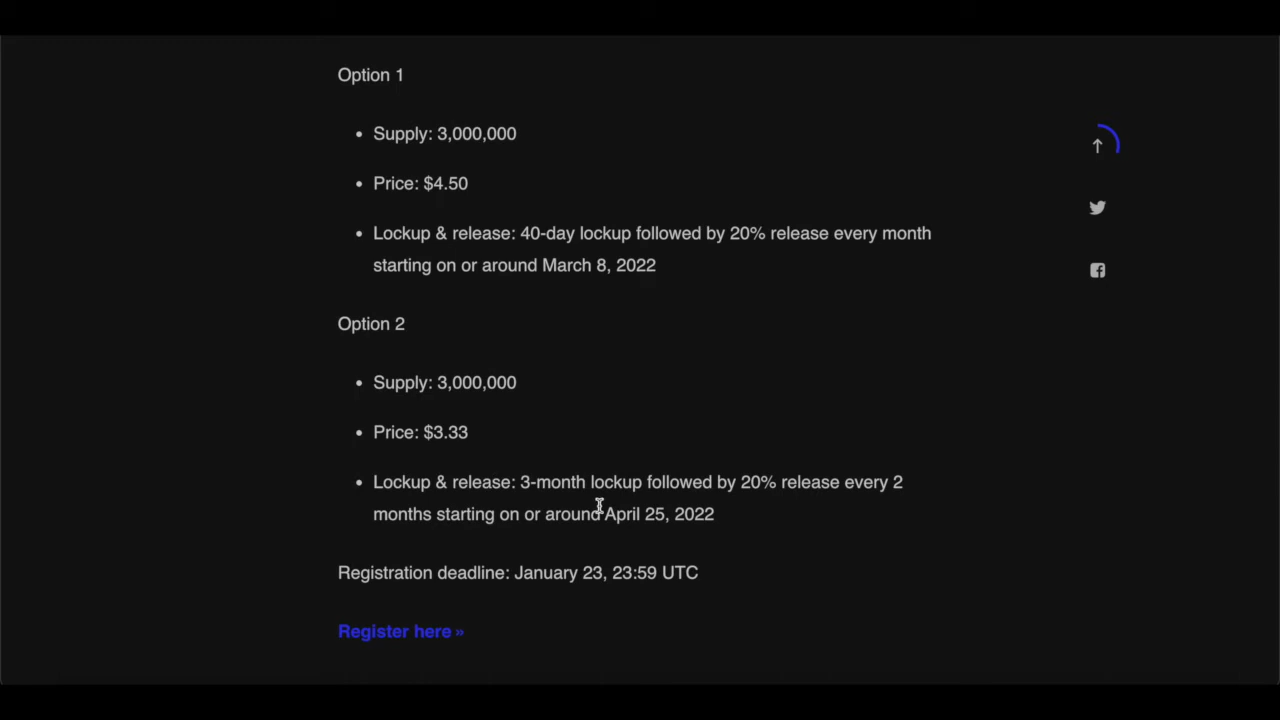 Option 1
• Supply: 3,000,000
• Price: $4.50
• Lockup & release: 40-day lockup followed by 20% release every month
starting on or around March 8, 2022
Option 2
• Supply: 3,000,000
• Price: $3.33
• Lockup & release: 3-month lockup followed by 20% release every 2
months starting on or around April 25, 2022
Registration deadline: January 23, 23:59 UTC
Register here »